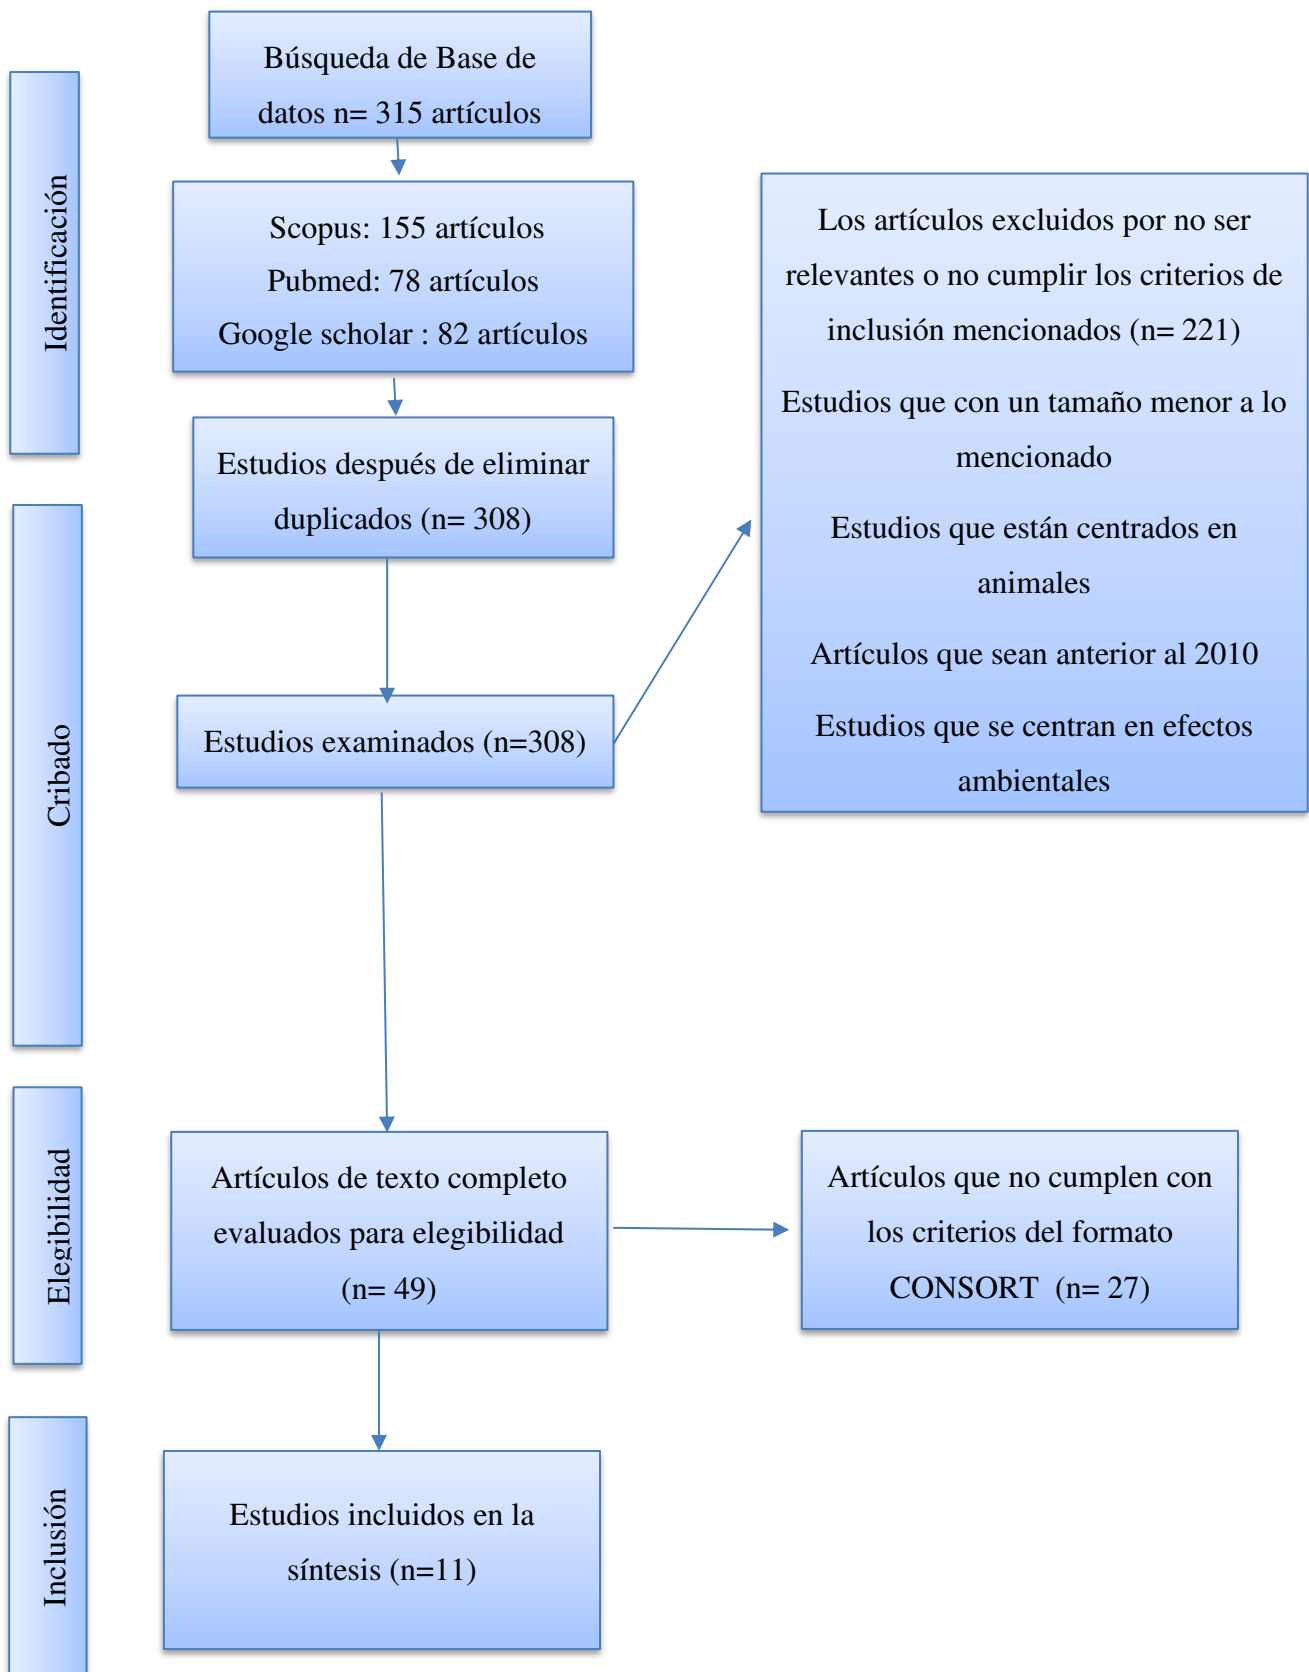 Identificación
Búsqueda de Base de
datos n= 315 artículos
Scopus: 155 artículos
Pubmed: 78 artículos
Google scholar : 82 artículos
Estudios después de eliminar
duplicados (n= 308)
Cribado
Estudios examinados (n=308)
Los artículos excluidos por no ser
relevantes o no cumplir los criterios de
inclusión mencionados (n= 221)
Estudios que con un tamaño menor a lo
mencionado
Estudios que están centrados en
animales
Artículos que sean anterior al 2010
Estudios que se centran en efectos
ambientales
Elegibilidad
Artículos de texto completo
evaluados para elegibilidad
(n= 49)
Artículos que no cumplen con
los criterios del formato
CONSORT (n= 27)
Inclusión
Estudios incluidos en la
síntesis (n=11)